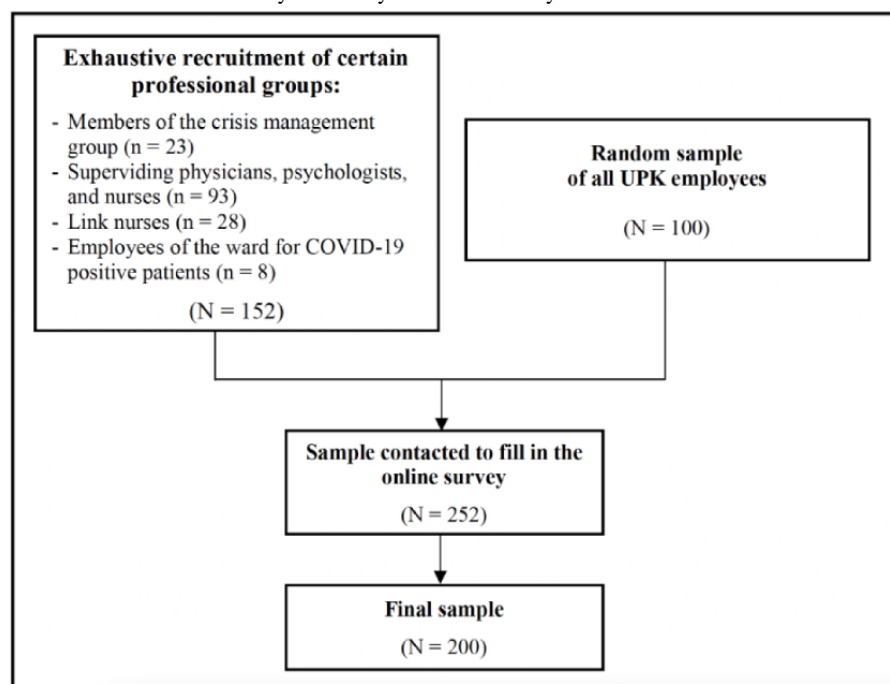 Exhaustive recruitment of certain
professional groups:
- Members of the crisis management
group (n = 23)
- Superviding physicians, psychologists,
and nurses (n = 93)
- Link nurses (n = 28)
- Employees of the ward for COVID-19
positive patients (n = 8)
(N = 152)
Random sample
of all UPK employees
(N = 100)
Sample contacted to fill in the
online survey
(N = 252)
Final sample
(N = 200)